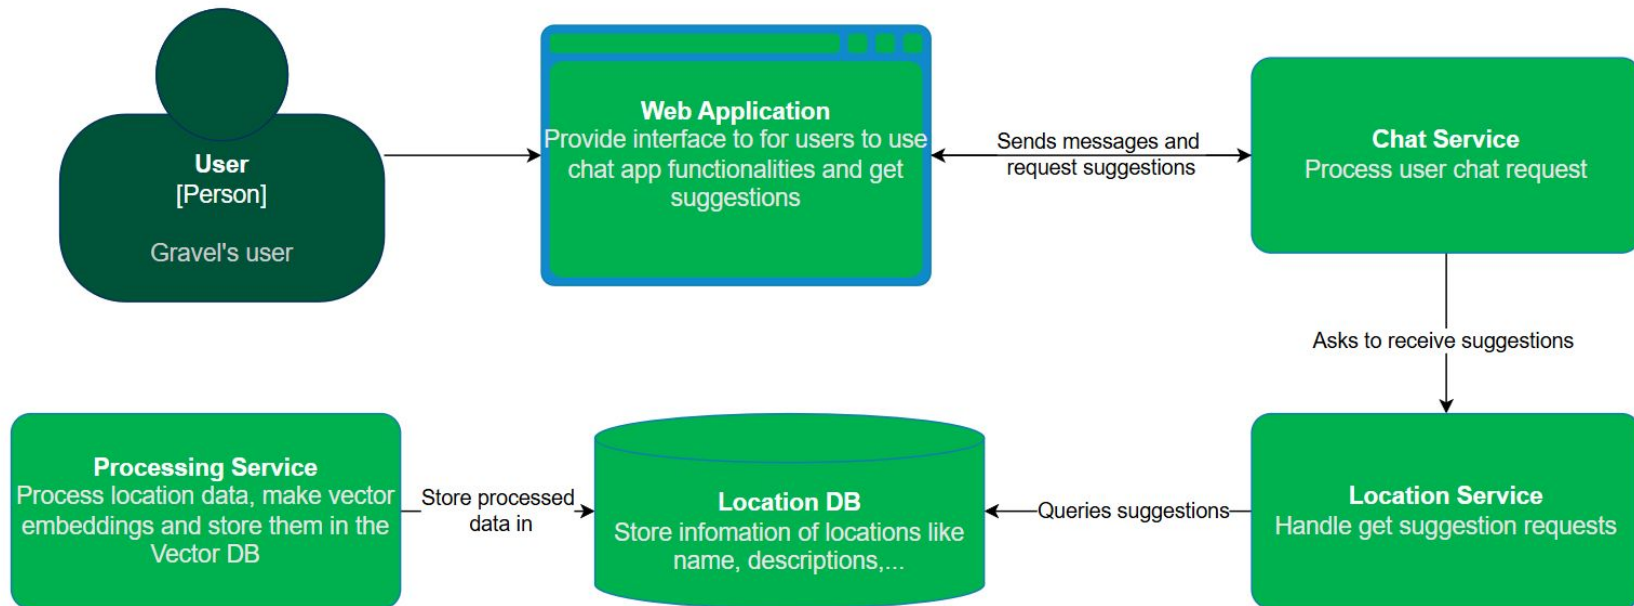 User
[Person]
Gravel's user
Web Application
Provide interface to for users to use
chat app functionalities and get
suggestions
Sends messages and
request suggestions
Chat Service
Process user chat request
Asks to receive suggestions
Processing Service
Process location data, make vector
embeddings and store them in the
Vector DB
Store processed
data in
Location DB
Store infomation of locations like
name, descriptions,...
Queries suggestions
Location Service
Handle get suggestion requests